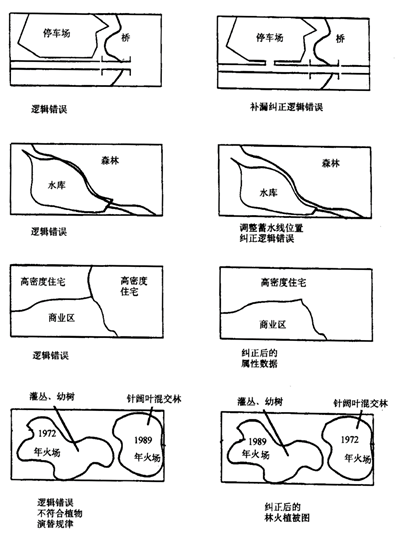 停车场
桥
停车场
桥
逻辑错误
补漏纠正逻辑错误
森林
水库
森林
水库
逻辑错误
调整蓄水线位置
纠正逻辑错误
高密度住宅
高密度
住宅
商业区
高密度住宅
商业区
逻辑错误
纠正后的
属性数据
灌丛、幼树
针阔叶混交林
1972
年火场
1989
年火场
灌丛、幼树
针阔叶混交林
1989
年火场
1972
年火场
逻辑错误
不符合植物
演替规律
纠正后的
林火植被图